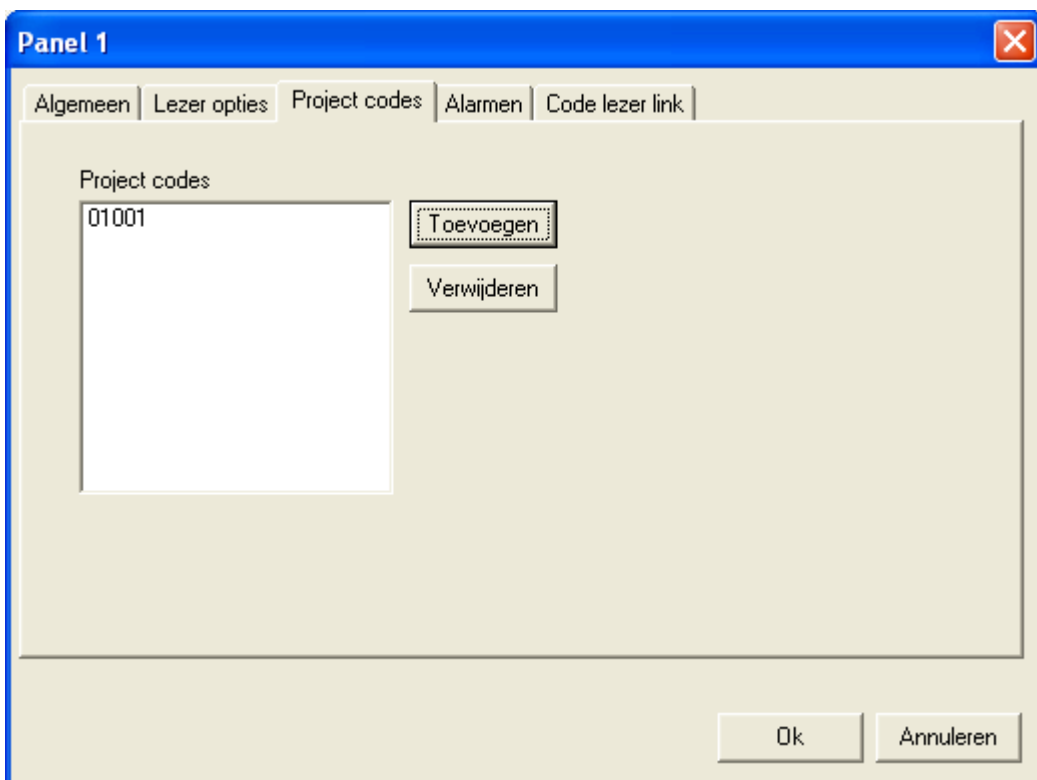 Panel 1
Algemeen Lezer opties Project codes Alarmen Code lezer link
Project codes
01001
Toevoegen
Verwijderen
Ok Annuleren